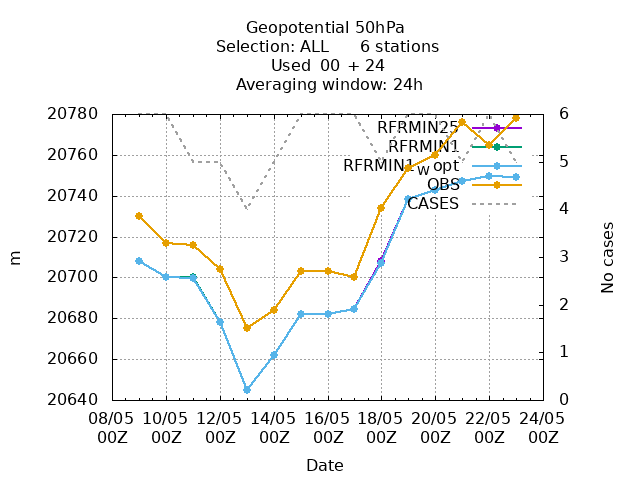 Geopotential 50hPa
Selection: ALL      6 stations
Used  00  + 24
Averaging window: 24h
20780
20760
20740
20720
20700
20680
20660
20640
m
6
5
4
3
2
1
0
No cases
RFRMIN25
RFRMIN1
RFRMIN1_w opt
OBS
CASES
08/05 10/05 12/05 14/05 16/05 18/05 20/05 22/05 24/05
00Z 00Z 00Z 00Z 00Z 00Z 00Z 00Z 00Z
Date